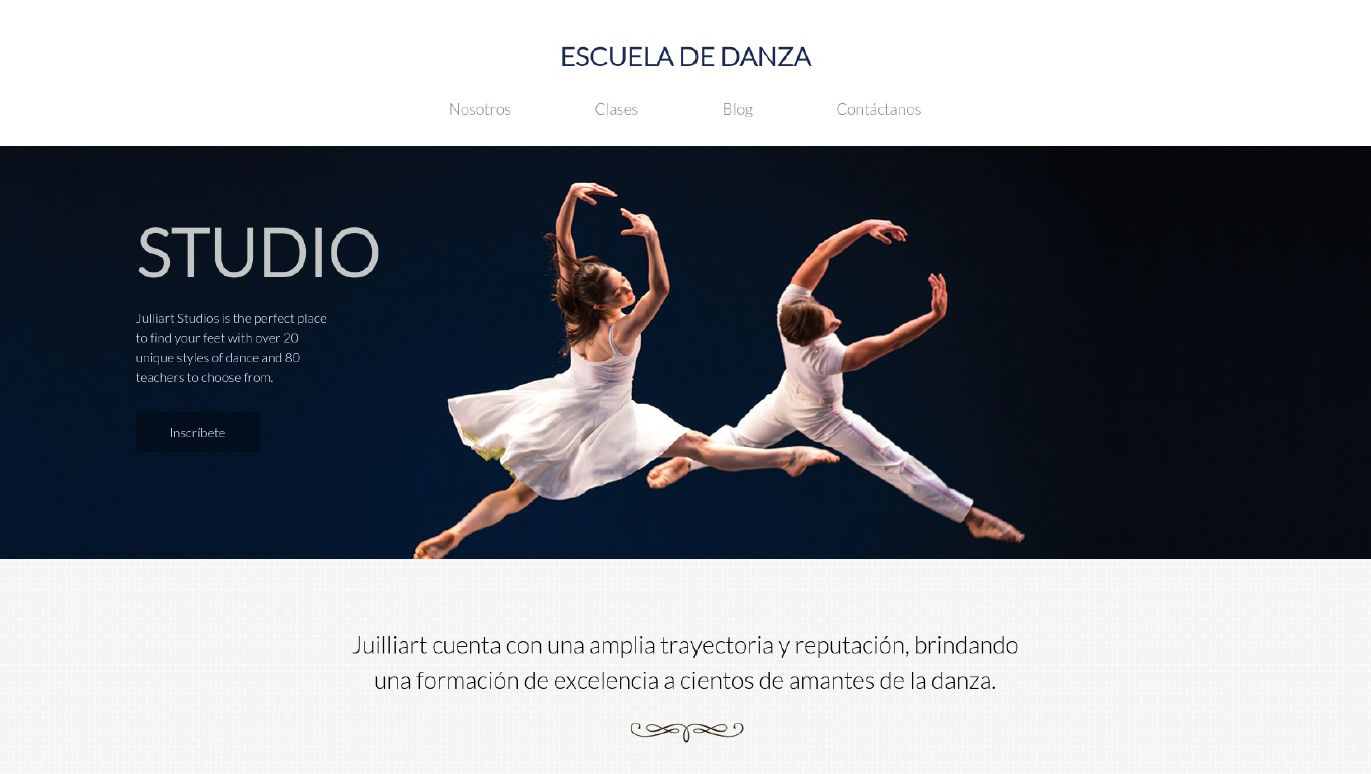 ESCUELA DE DANZA
Nosotros Clases Blog Contáctanos
STUDIO
Julliart Studios is the perfect place
to find your feet with over 20
unique styles of dance and 80
teachers to choose from.
Inscríbete
Juilliart cuenta con una amplia trayectoria y reputación, brindando
una formación de excelencia a cientos de amantes de la danza.